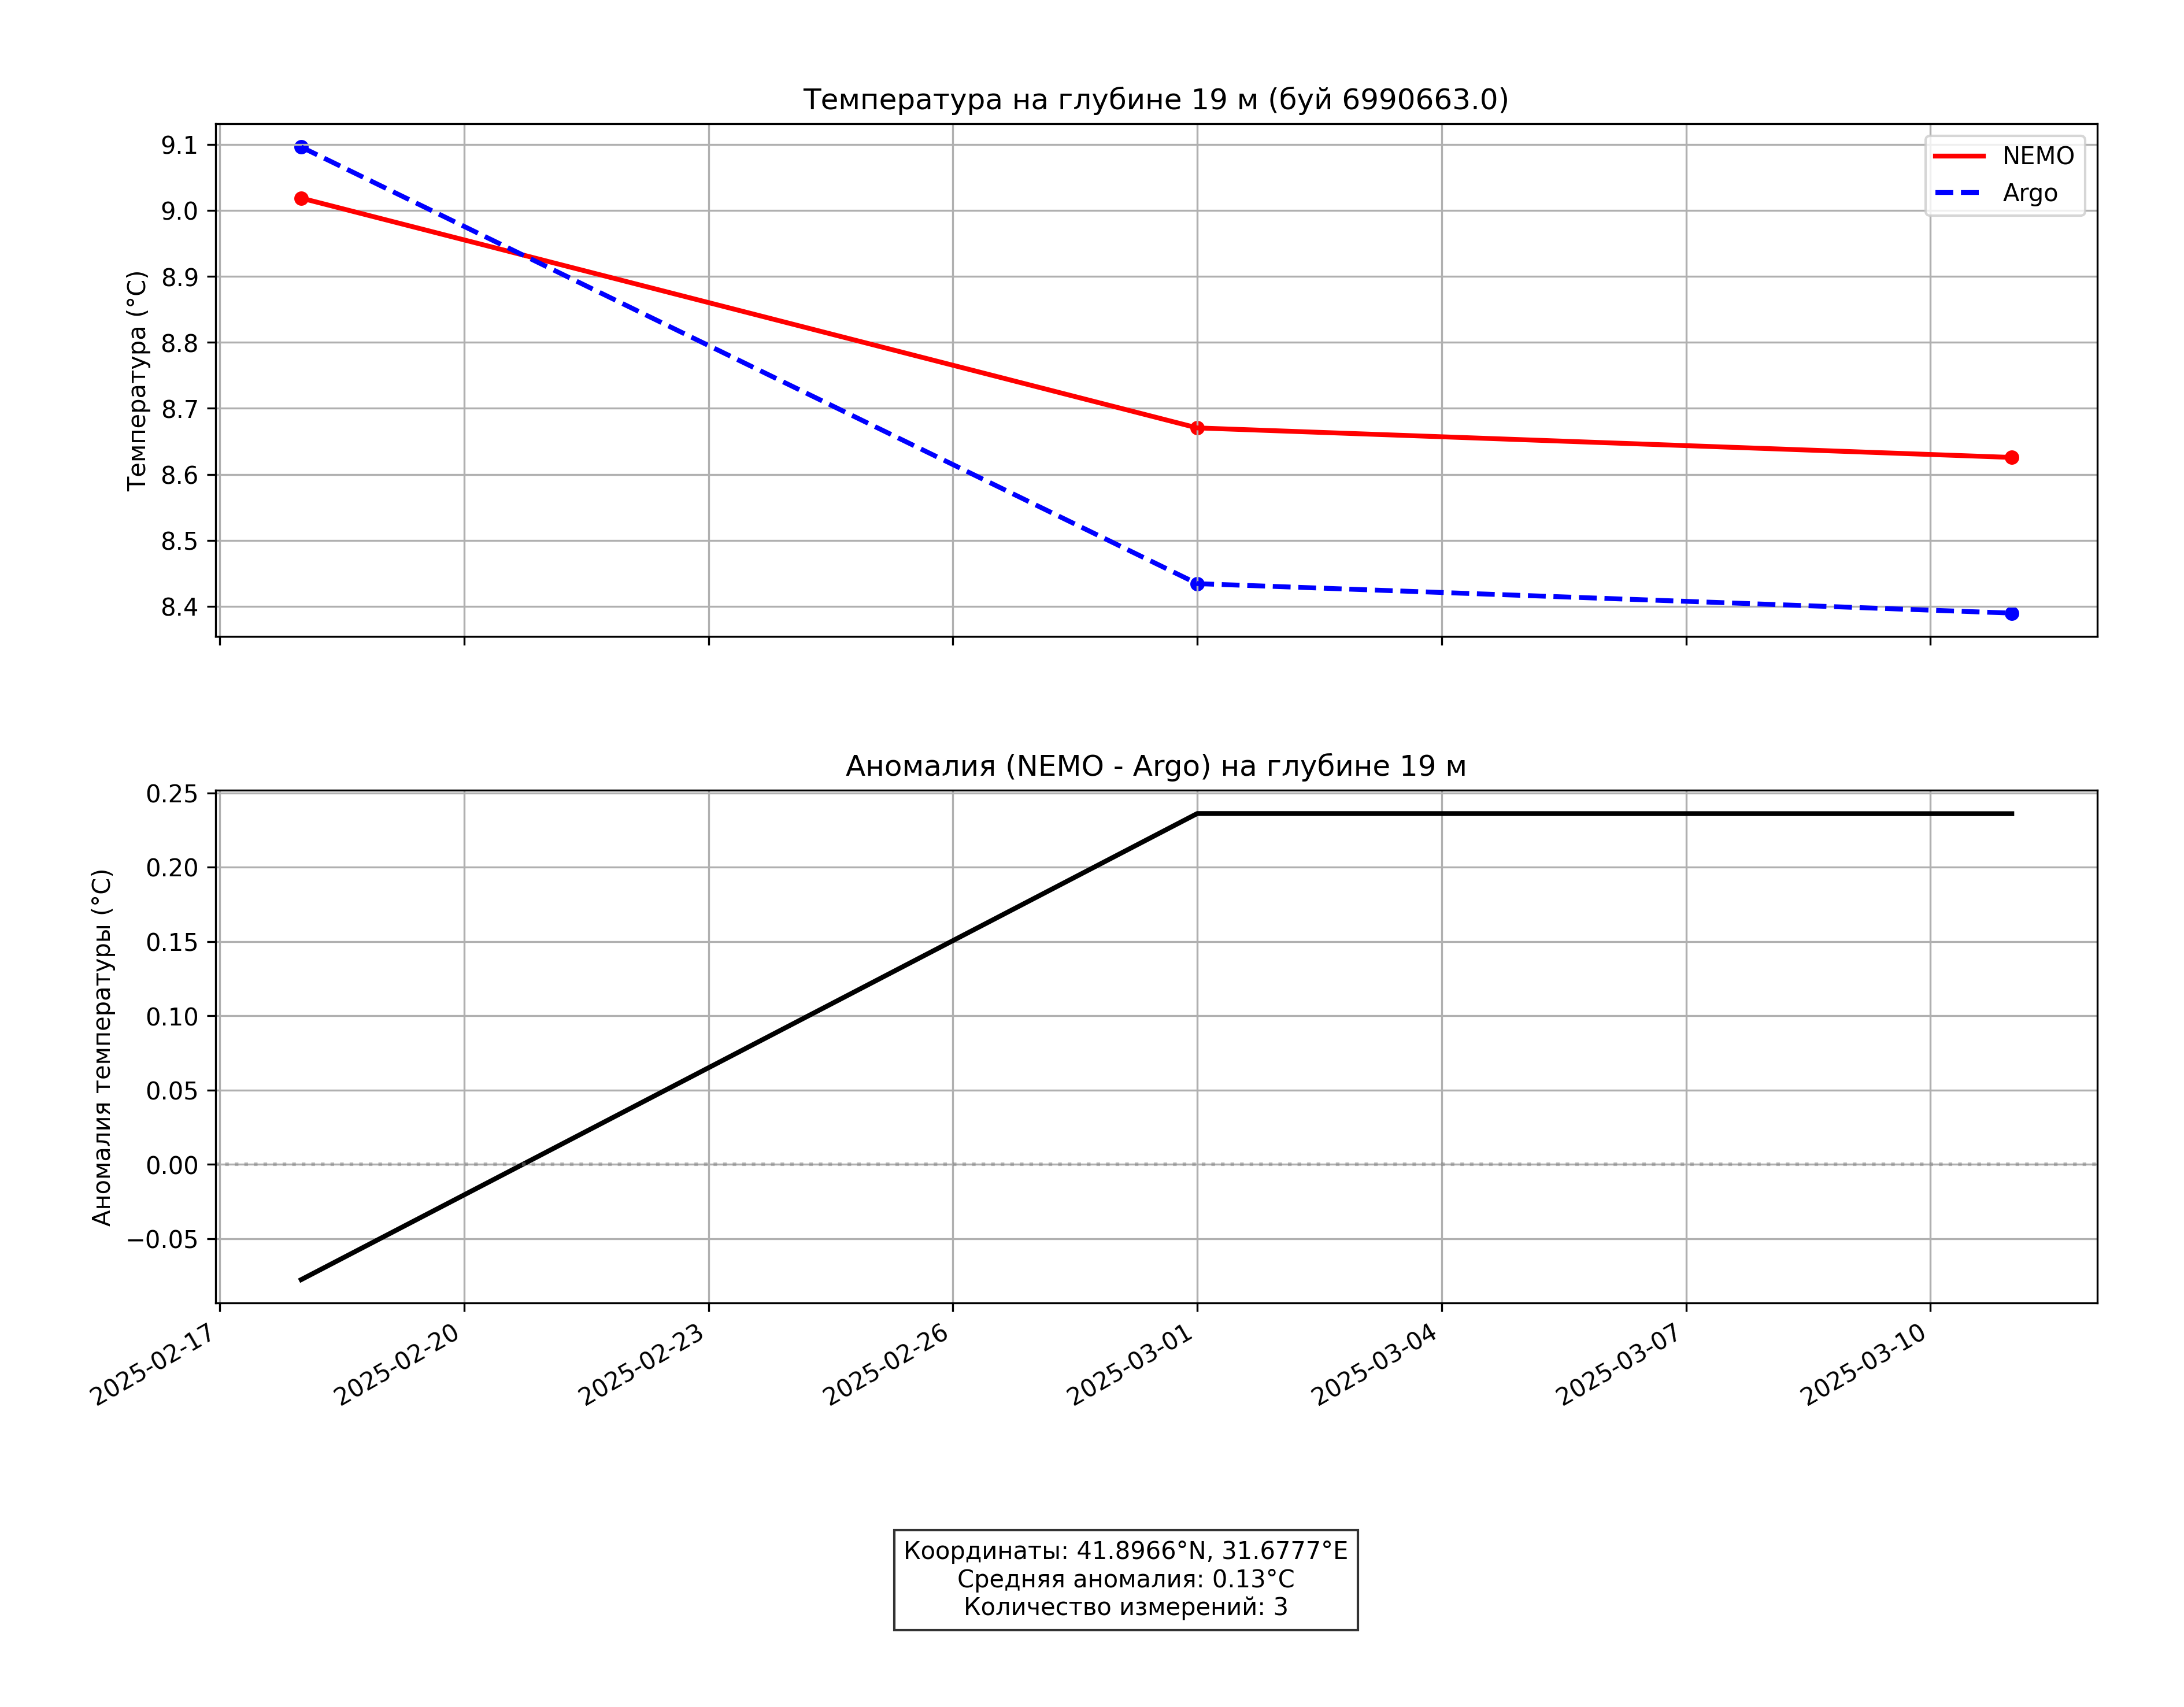 Температура на глубине 19 м (буй 6990663.0)
9.1
9.0
8.9
8.8
8.7
8.6
8.5
8.4
Температура (°C)
NEMO
Argo
Аномалия (NEMO - Argo) на глубине 19 м
0.25
0.20
0.15
0.10
0.05
0.00
−0.05
Аномалия температуры (°C)
2025-02-17
2025-02-20
2025-02-23
2025-02-26
2025-03-01
2025-03-04
2025-03-07
2025-03-10
Координаты: 41.8966°N, 31.6777°E
Средняя аномалия: 0.13°C
Количество измерений: 3